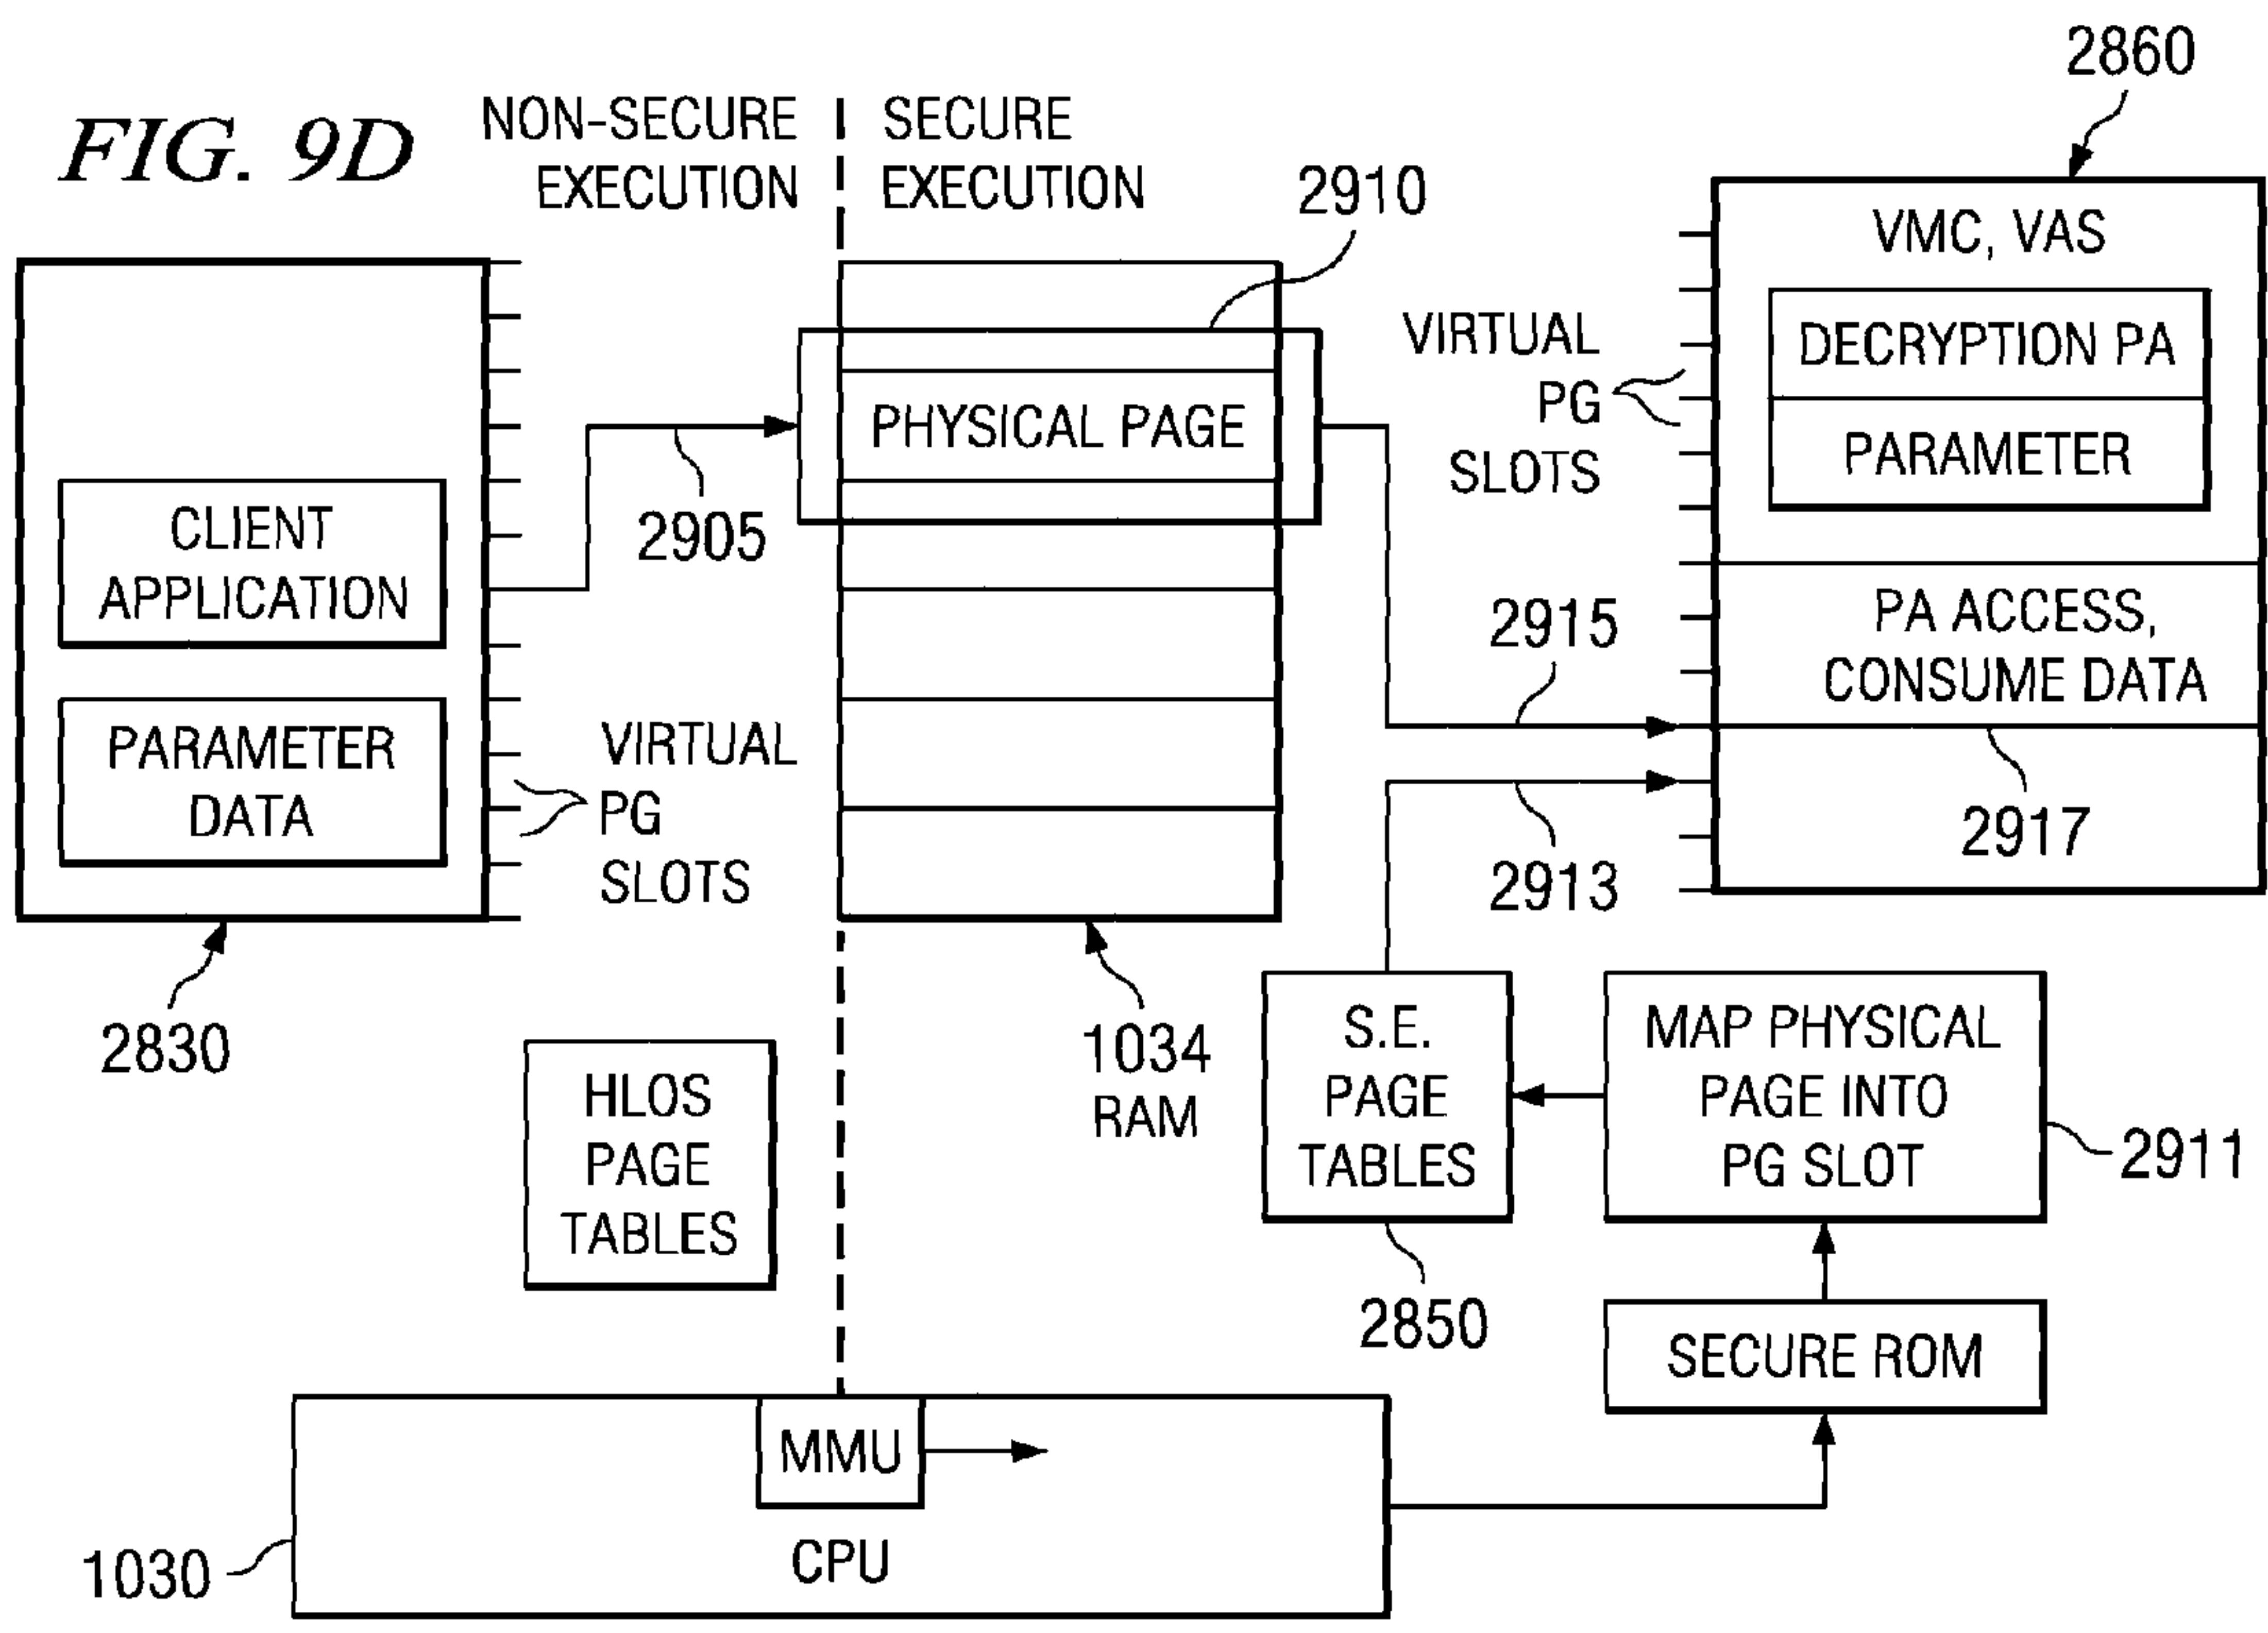 FIG. 9D
NON-SECURE
EXECUTION
SECURE
EXECUTION
2910
2860
VMC, VAS
DECRYPTION PA
PARAMETER
VIRTUAL
PG
SLOTS
PHYSICAL PAGE
2905
CLIENT
APPLICATION
PARAMETER
DATA
VIRTUAL
PG
SLOTS
2915
PA ACCESS,
CONSUME DATA
2917
2913
2830
1034
RAM
HLOS
PAGE
TABLES
S.E.
PAGE
TABLES
2850
MAP PHYSICAL
PAGE INTO
PG SLOT
2911
SECURE ROM
MMU
CPU
1030